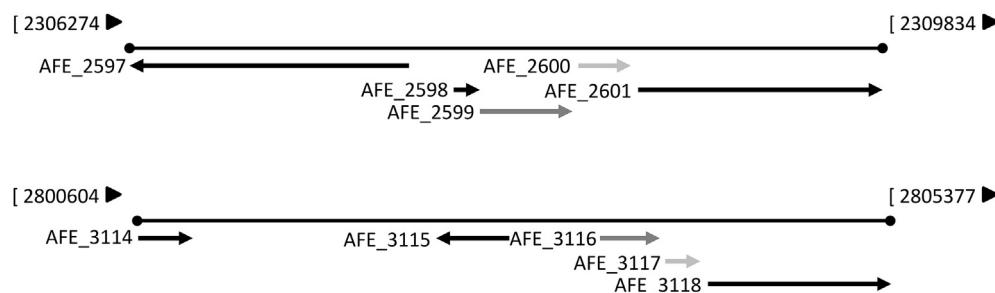 [ 2306274
[ 2309834
AFE_2597
AFE_2600
AFE_2598
AFE_2601
AFE_2599
[ 2800604
[ 2805377
AFE_3114
AFE_3115
AFE_3116
AFE_3117
AFE_3118